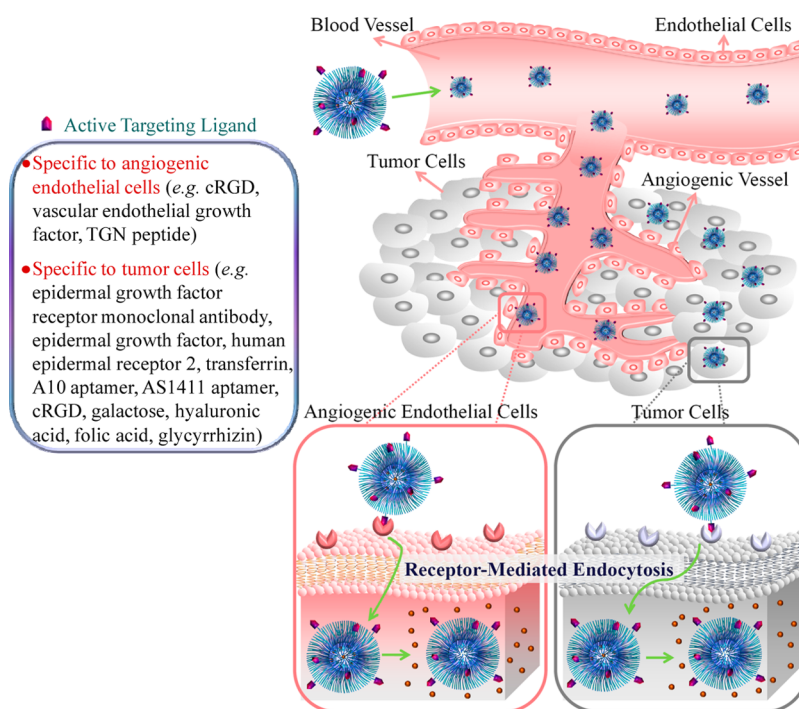 Blood Vessel
Endothelial Cells
Active Targeting Ligand
●Specific to angiogenic
endothelial cells (e.g. cRGD,
vascular endothelial growth
factor, TGN peptide)
●Specific to tumor cells (e.g.
epidermal growth factor
receptor monoclonal antibody,
epidermal growth factor, human
epidermal receptor 2, transferrin,
A10 aptamer, AS1411 aptamer,
cRGD, galactose, hyaluronic
acid, folic acid, glycyrrhizin)
Tumor Cells
Angiogenic Vessel
Angiogenic Endothelial Cells
Tumor Cells
Receptor-Mediated Endocytosis